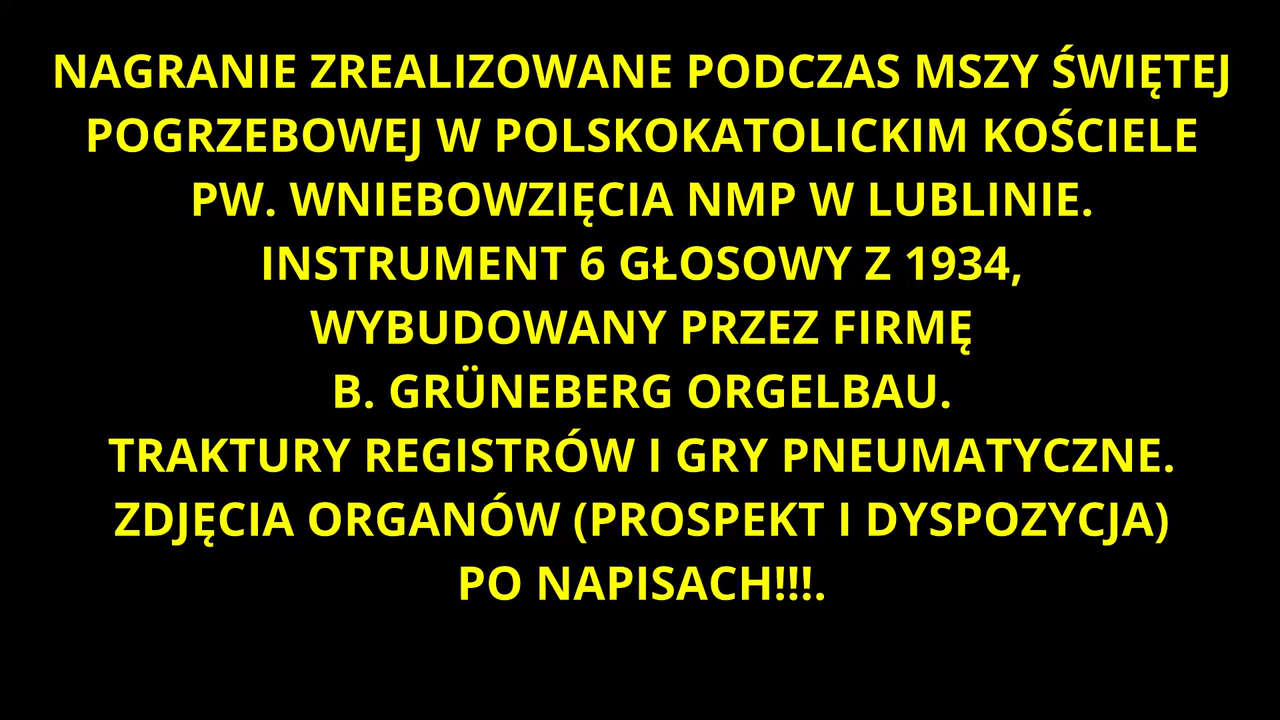 NAGRANIE ZREALIZOWANE PODCZAS MSZY ŚWIĘTEJ
POGRZEBOWEJ W POLSKOKATOLICKIM KOŚCIELE
PW. WNIEBOWZIĘCIA NMP W LUBLINIE.
INSTRUMENT 6 GŁOSOWY Z 1934,
WYBUDOWANY PRZEZ FIRMĘ
B. GRÜNEBERG ORGELBAU.
TRAKTURY REGISTRÓW I GRY PNEUMATYCZNE.
ZDJĘCIA ORGANÓW (PROSPEKT I DYSPOZYCJA)
PO NAPISACH!!!.